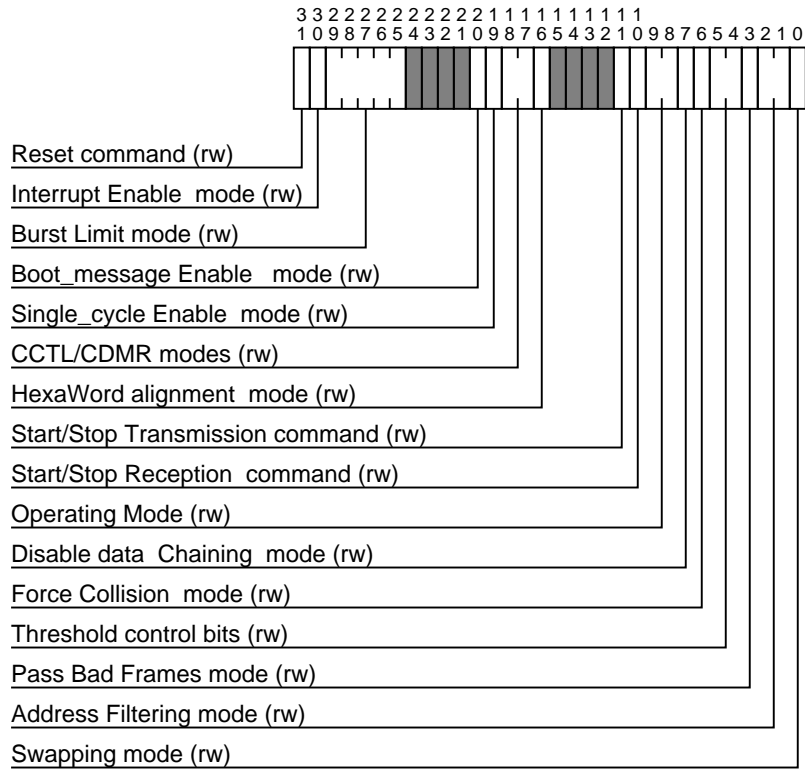 3 3 2 2 2 2 2 2 2 2 2 2 1 1 1 1 1 1 1 1 1 1
1 0 9 8 7 6 5 4 3 2 1 0 9 8 7 6 5 4 3 2 1 0 9 8 7 6 5 4 3 2 1 0
Reset command (rw)
Interrupt Enable mode (rw)
Burst Limit mode (rw)
Boot_message Enable mode (rw)
Single_cycle Enable mode (rw)
CCTL/CDMR modes (rw)
HexaWord alignment mode (rw)
Start/Stop Transmission command (rw)
Start/Stop Reception command (rw)
Operating Mode (rw)
Disable data Chaining mode (rw)
Force Collision mode (rw)
Threshold control bits (rw)
Pass Bad Frames mode (rw)
Address Filtering mode (rw)
Swapping mode (rw)